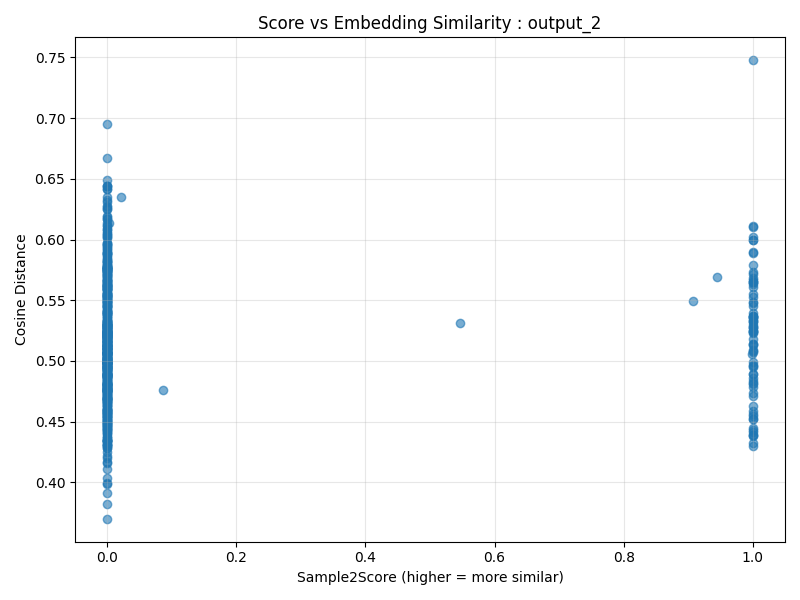 Score vs Embedding Similarity : output_2
0.75
0.70
0.65
0.60
0.55
0.50
0.45
0.40
Cosine Distance
0.0 0.2 0.4 0.6 0.8 1.0
Sample2Score (higher = more similar)